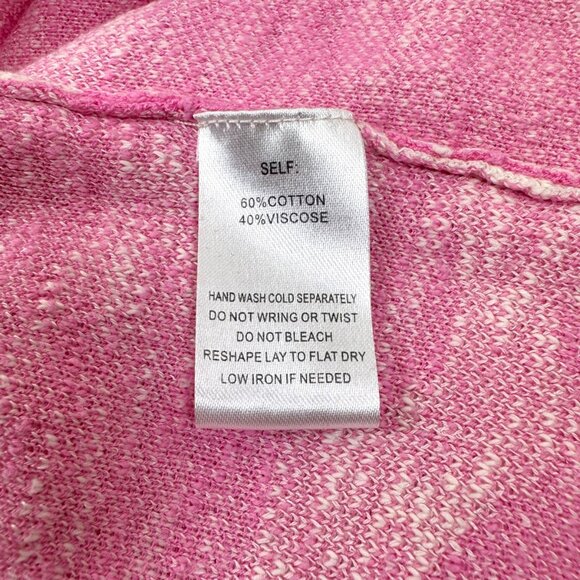 SELF:
60%COTTON
40%VISCOSE
HAND WASH COLD SEPARATELY
DO NOT WRING OR TWIST
DO NOT BLEACH
RESHAPE LAY TO FLAT DRY
LOW IRON IF NEEDED